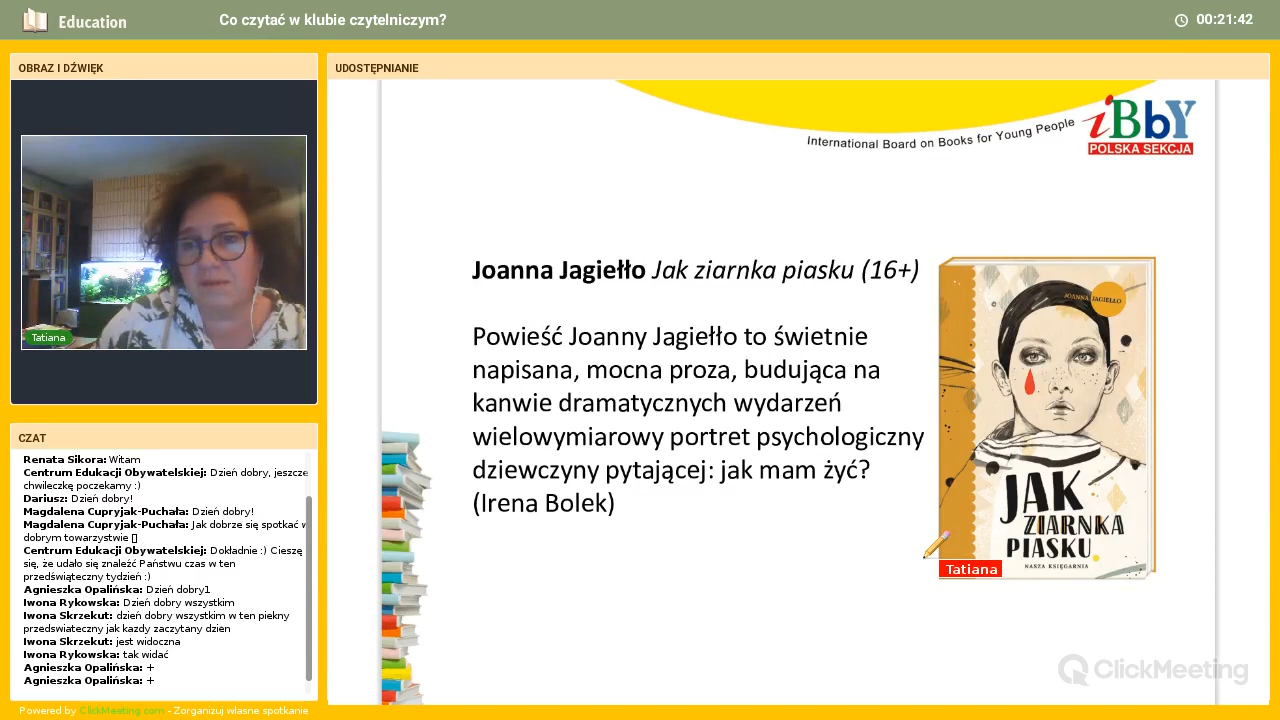 Education
Co czytać w klubie czytelniczym?
00:21:42
OBRAZ I DŹWIĘK
Tatiana
CZAT
Renata Sikora: Witam
Centrum Edukacji Obywatelskiej: Dzień dobry, jeszcze
chwileczkę poczekamy :)
Dariusz: Dzień dobry!
Magdalena Cupryjak-Puchała: Dzień dobry!
Magdalena Cupryjak-Puchała: Jak dobrze się spotkać w
dobrym towarzystwie []
Centrum Edukacji Obywatelskiej: Dokładnie :) Cieszę
się, że udało się znaleźć Państwu czas w ten
przedświąteczny tydzień :)
Agnieszka Opalińska: Dzień dobry1
Iwona Rykowska: Dzień dobry wszystkim
Iwona Skrzekut: dzień dobry wszystkim w ten piekny
przedswiateczny jak kazdy zaczytany dzien
Iwona Skrzekut: jest widoczna
Iwona Rykowska: tak widać
Agnieszka Opalińska: +
Agnieszka Opalińska: +
Powered by ClickMeeting.com - Zorganizuj własne spotkanie
UDOSTĘPNIANIE
International Board on Books for Young People
iBbY
POLSKA SEKCJA
Joanna Jagiełło Jak ziarnka piasku (16+)
Powieść Joanny Jagiełło to świetnie
napisana, mocna proza, budująca na
kanwie dramatycznych wydarzeń
wielowymiarowy portret psychologiczny
dziewczyny pytającej: jak mam żyć?
(Irena Bolek)
JOANNA JAGIEŁŁO
JAK
ZIARNKA
PIASKU
NASZA KSIĘGARNIA
Tatiana
ClickMeeting